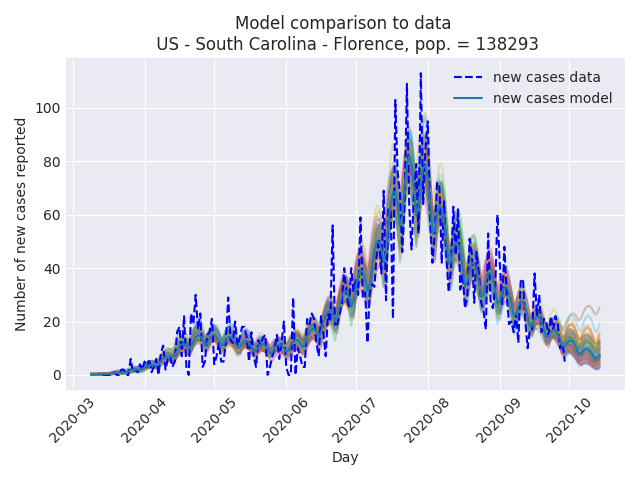 Model comparison to data
US - South Carolina - Florence, pop. = 138293
new cases data
new cases model
Number of new cases reported
100
80
60
40
20
0
2020-03
2020-04
2020-05
2020-06
2020-07
2020-08
2020-09
2020-10
Day